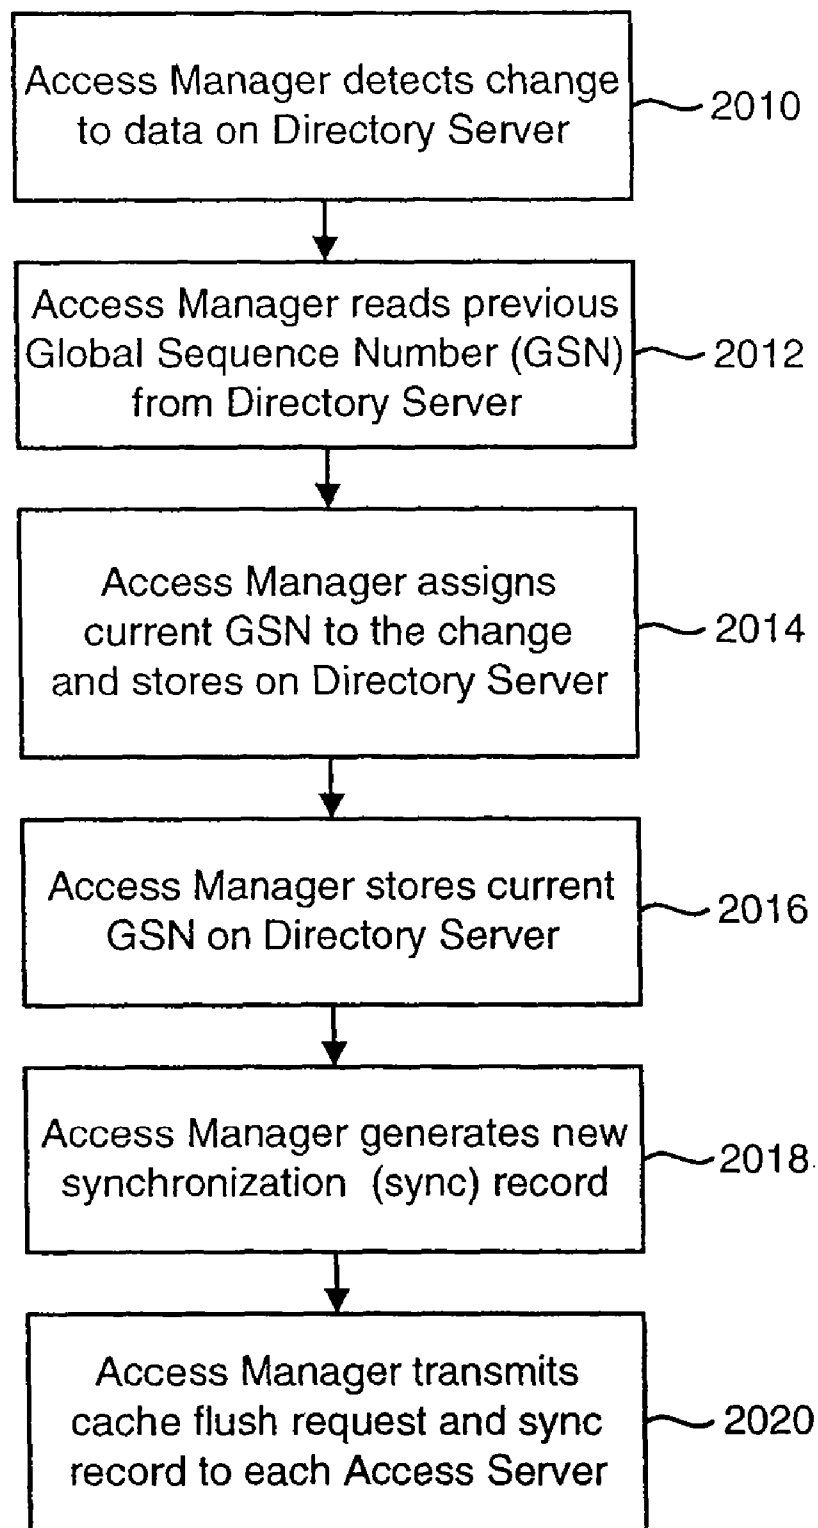 Access Manager detects change
to data on Directory Server
2010
Access Manager reads previous
Global Sequence Number (GSN)
from Directory Server
2012
Access Manager assigns
current GSN to the change
and stores on Directory Server
2014
Access Manager stores current
GSN on Directory Server
2016
Access Manager generates new
synchronization (sync) record
2018
Access Manager transmits
cache flush request and sync
record to each Access Server
2020